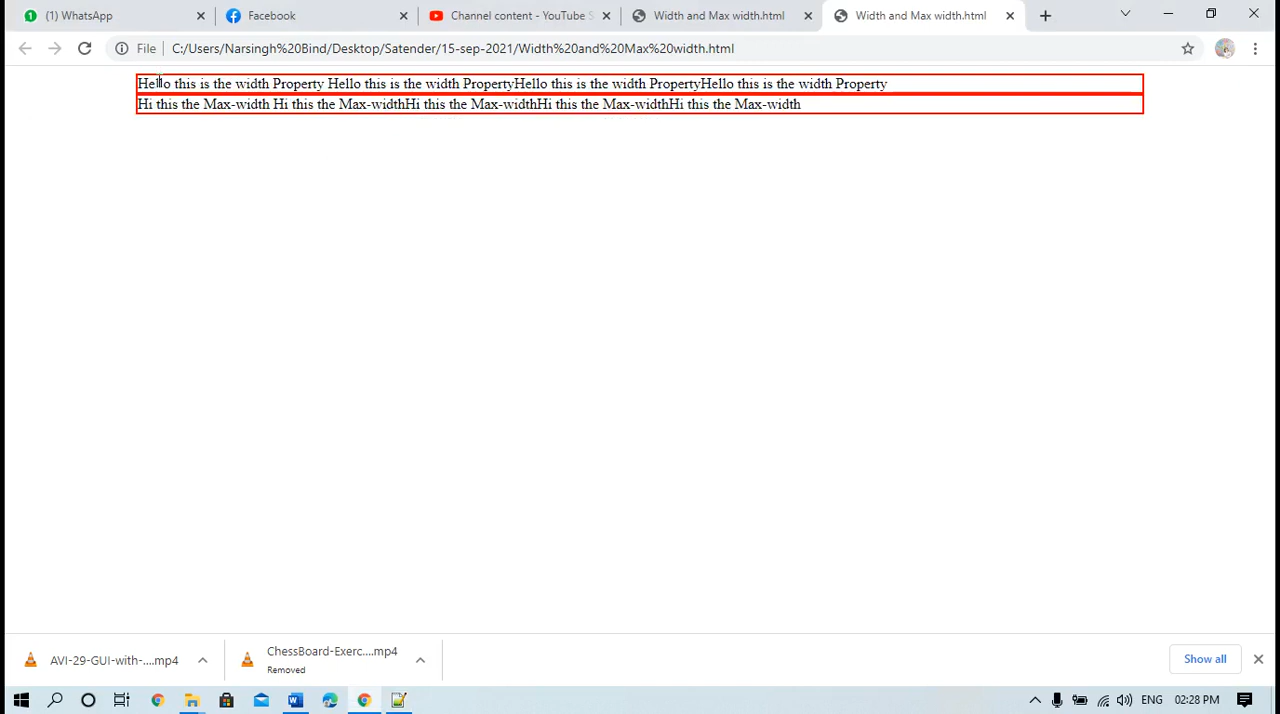 1
(1) WhatsApp
Facebook
Channel content - YouTube S
Width and Max width.html
Width and Max width.html
File
C:/Users/Narsingh%20Bind/Desktop/Satender/15-sep-2021/Width%20and%20Max%20width.html
Hello this is the width Property Hello this is the width PropertyHello this is the width PropertyHello this is the width Property
Hi this the Max-width Hi this the Max-widthHi this the Max-widthHi this the Max-widthHi this the Max-width
AVI-29-GUI-with-....mp4
ChessBoard-Exerc....mp4
Removed
Show all
W
ENG
02:28 PM